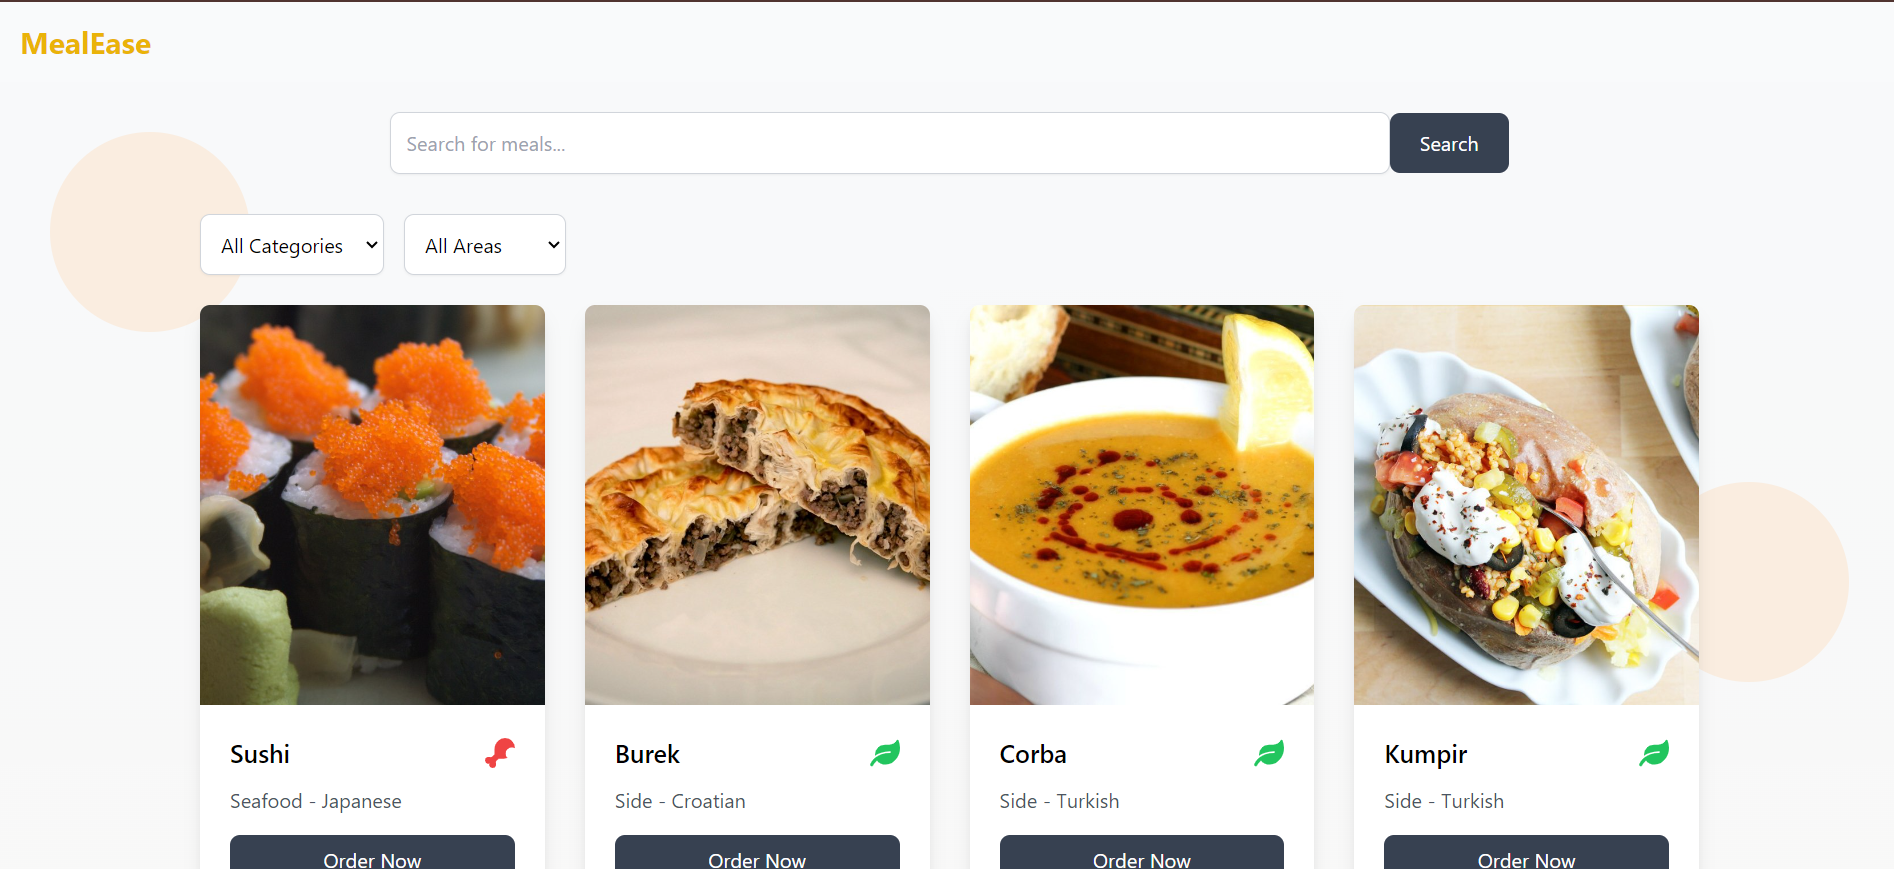 MealEase
Search for meals...
Search
All Categories
All Areas
Sushi
Seafood - Japanese
Order Now
Burek
Side - Croatian
Order Now
Corba
Side - Turkish
Order Now
Kumpir
Side - Turkish
Order Now